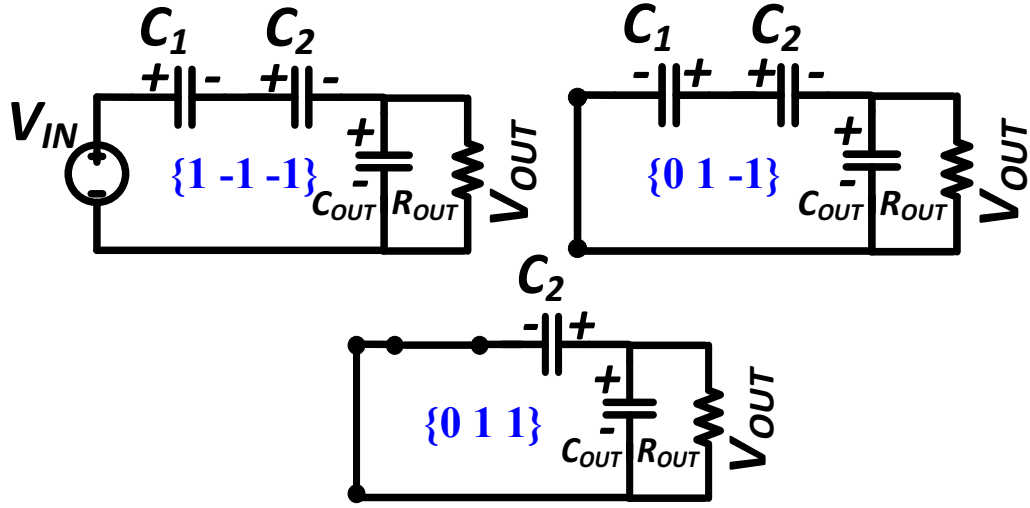 C1 C2
+ - + -
VIN
+
-
{1 -1 -1}
+
-
COUT ROUT
VOUT
C1 C2
- + + -
{0 1 -1}
+
-
COUT ROUT
VOUT
C2
- +
{0 1 1}
+
-
COUT ROUT
VOUT